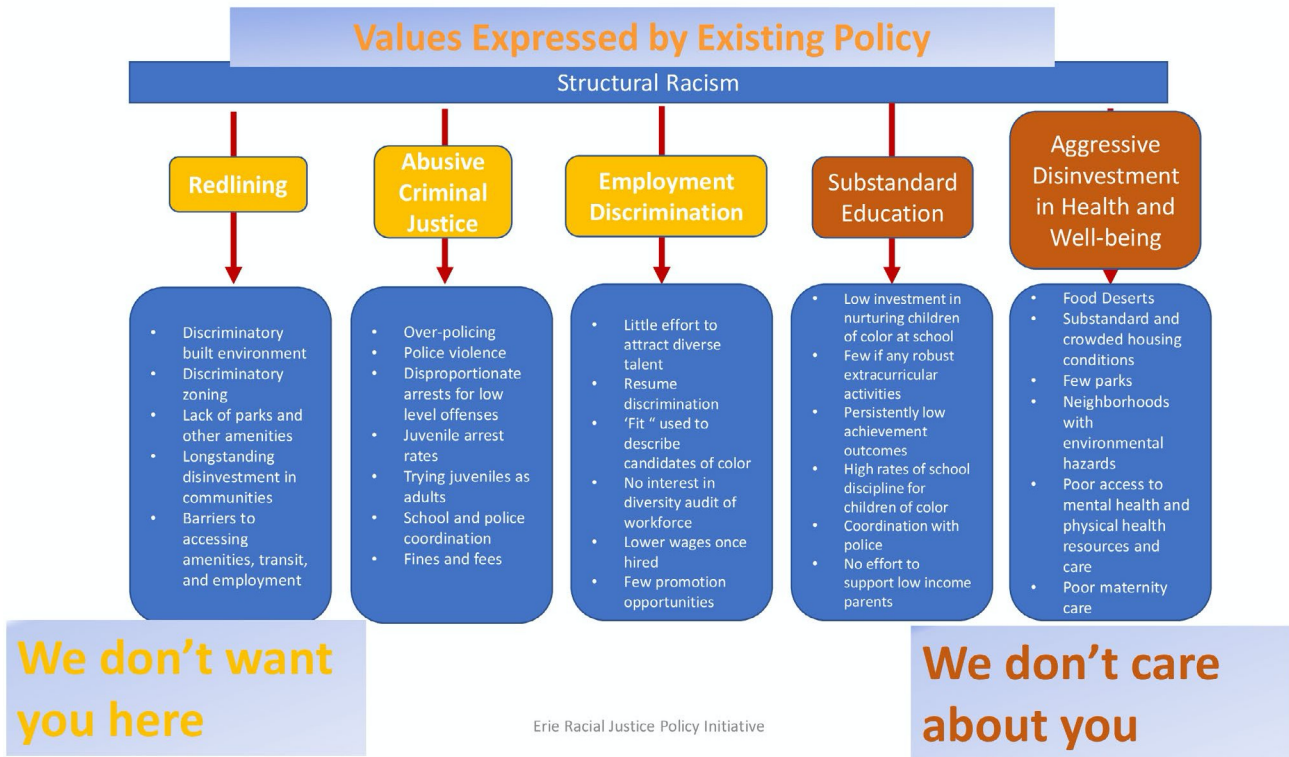 Values Expressed by Existing Policy
Structural Racism
Redlining
• Discriminatory
built environment
• Discriminatory
zoning
• Lack of parks and
other amenities
• Longstanding
disinvestment in
communities
• Barriers to
accessing
amenities, transit,
and employment
Abusive
Criminal
Justice
• Over-policing
• Police violence
• Disproportionate
arrests for low
level offenses
• Juvenile arrest
rates
• Trying juveniles as
adults
• School and police
coordination
• Fines and fees
Employment
Discrimination
• Little effort to
attract diverse
talent
• Resume
discrimination
• ‘Fit “ used to
describe
candidates of color
• No interest in
diversity audit of
workforce
• Lower wages once
hired
• Few promotion
opportunities
Substandard
Education
• Low investment in
nurturing children
of color at school
• Few if any robust
extracurricular
activities
• Persistently low
achievement
outcomes
• High rates of school
discipline for
children of color
• Coordination with
police
• No effort to
support low income
parents
Aggressive
Disinvestment
in Health and
Well-being
• Food Deserts
• Substandard and
crowded housing
conditions
• Few parks
• Neighborhoods
with
environmental
hazards
• Poor access to
mental health and
physical health
resources and
care
• Poor maternity
care
We don’t want
you here
Erie Racial Justice Policy Initiative
We don’t care
about you